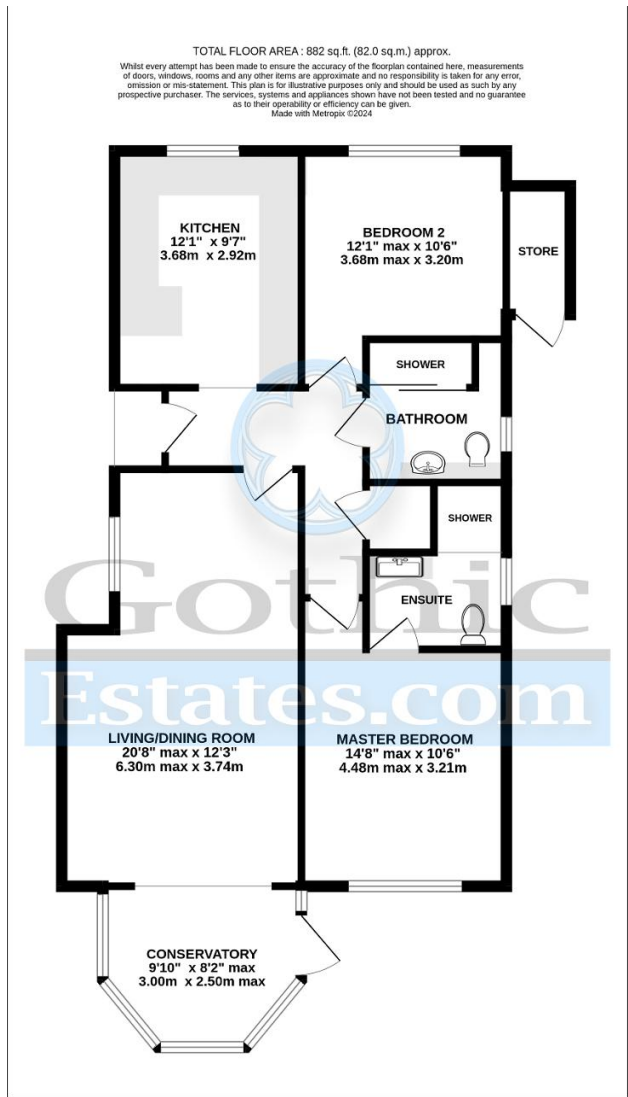 TOTAL FLOOR AREA : 882 sq.ft. (82.0 sq.m.) approx.
Whilst every attempt has been made to ensure the accuracy of the floorplan contained here, measurements
of doors, windows, rooms and any other items are approximate and no responsibility is taken for any error,
omission or mis-statement. This plan is for illustrative purposes only and should be used as such by any
prospective purchaser. The services, systems and appliances shown have not been tested and no guarantee
as to their operability or efficiency can be given.
Made with Metropix ©2024
KITCHEN
12'1" x 9'7"
3.68m x 2.92m
BEDROOM 2
12'1" max x 10'6"
3.68m max x 3.20m
STORE
SHOWER
BATHROOM
SHOWER
ENSUITE
Gothic
Estates.com
LIVING/DINING ROOM
20'8" max x 12'3"
6.30m max x 3.74m
MASTER BEDROOM
14'8" max x 10'6"
4.48m max x 3.21m
CONSERVATORY
9'10" x 8'2" max
3.00m x 2.50m max